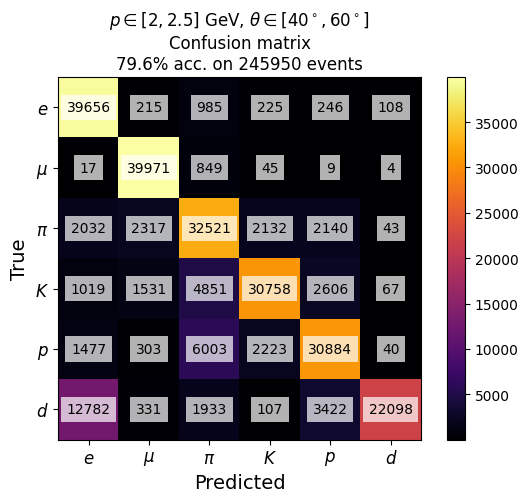 p ∈ [2, 2.5] GeV, θ ∈ [40°, 60°]
Confusion matrix
79.6% acc. on 245950 events
e 39656 215 985 225 246 108
μ 17 39971 849 45 9 4
π 2032 2317 32521 2132 2140 43
K 1019 1531 4851 30758 2606 67
p 1477 303 6003 2223 30884 40
d 12782 331 1933 107 3422 22098
e μ π K p d
Predicted
True
35000
30000
25000
20000
15000
10000
5000